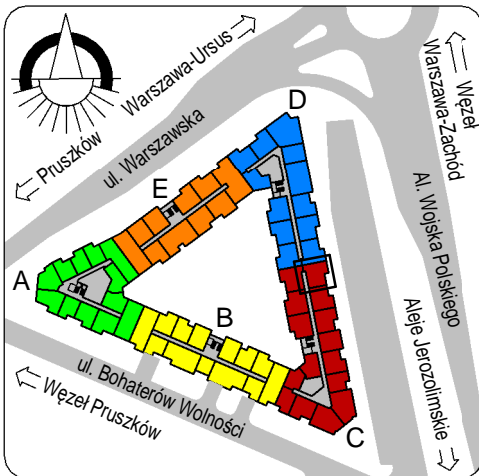 Warszawa-Ursus
Pruszków
ul. Warszawska
Węzeł
Warszawa-Zachód
Al. Wojska Polskiego
Aleje Jerozolimskie
D
E
A
B
C
ul. Bohaterów Wolności
Węzeł Pruszków